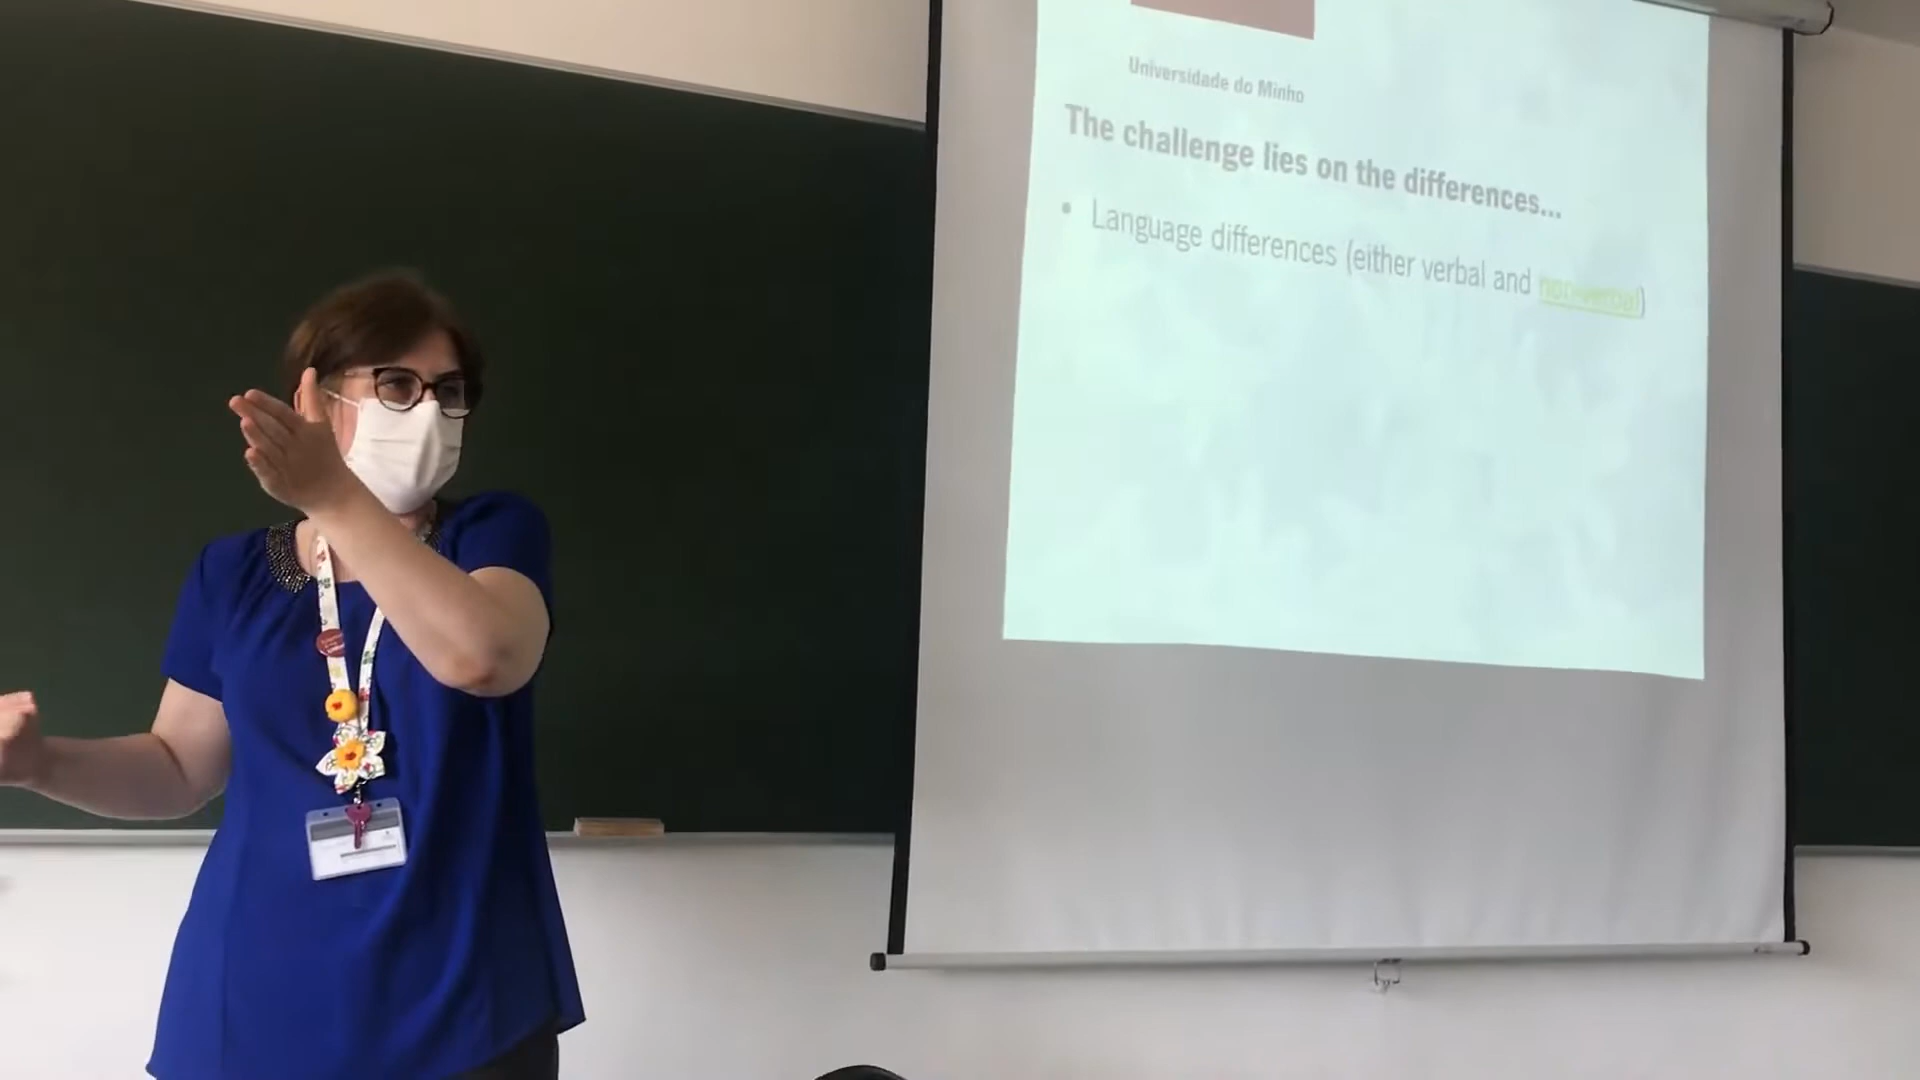 Universidade do Minho
The challenge lies on the differences...
• Language differences (either verbal and non-verbal)